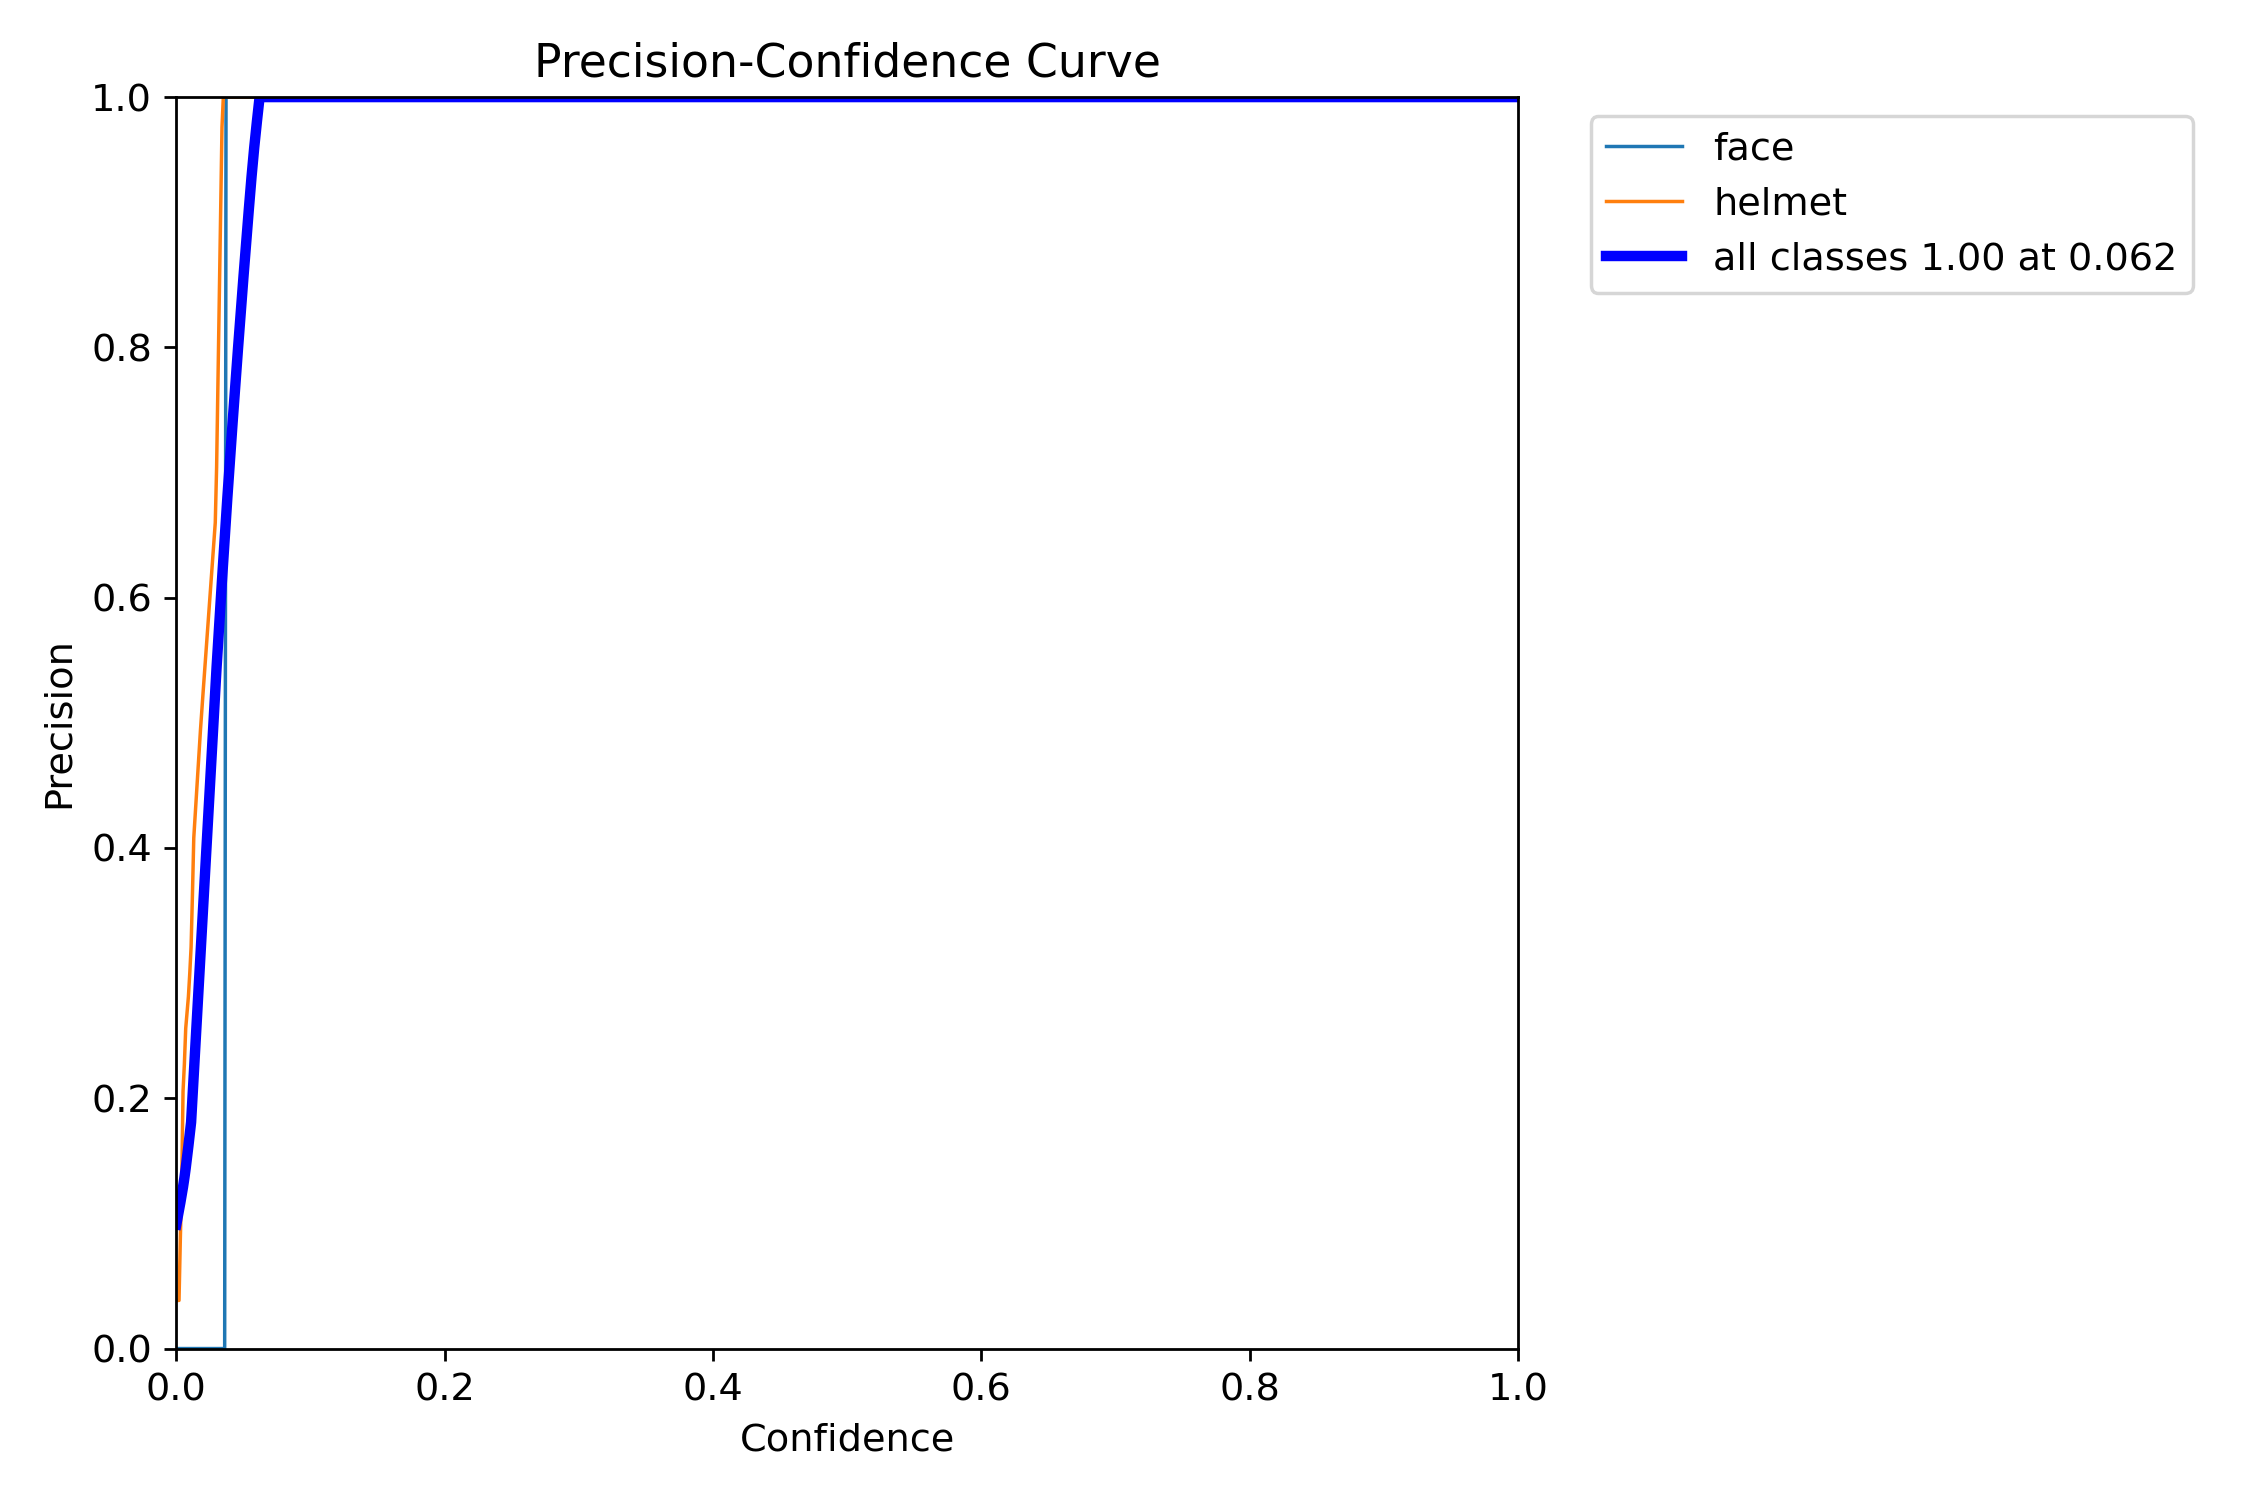 Precision-Confidence Curve
1.0
0.8
0.6
0.4
0.2
0.0
Precision
0.0 0.2 0.4 0.6 0.8 1.0
Confidence
face
helmet
all classes 1.00 at 0.062